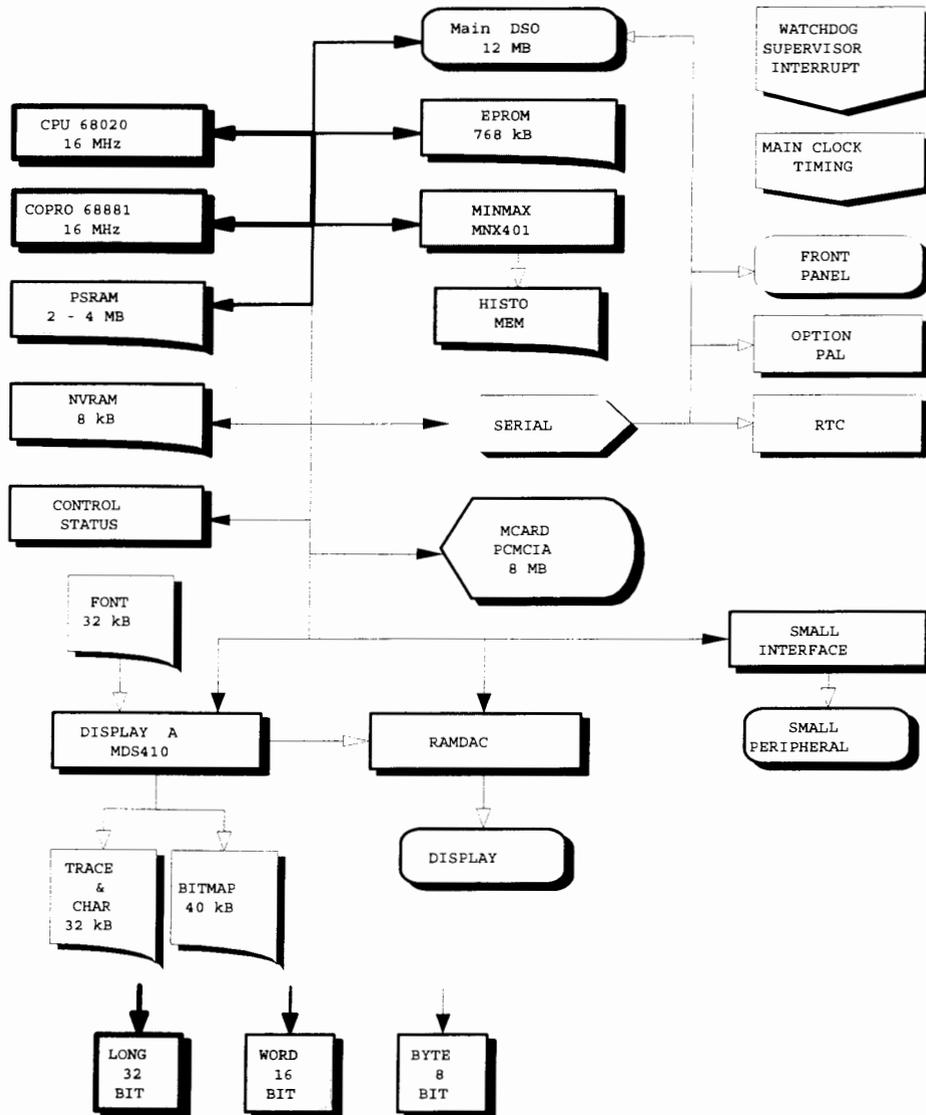 Main DSO
12 MB
WATCHDOG
SUPERVISOR
INTERRUPT
CPU 68020
16 MHz
EPROM
768 kB
MAIN CLOCK
TIMING
COPRO 68881
16 MHz
MINMAX
MNX401
FRONT
PANEL
PSRAM
2 - 4 MB
HISTO
MEM
OPTION
PAL
NVRAM
8 kB
SERIAL
RTC
CONTROL
STATUS
MCARD
PCMCIA
8 MB
FONT
32 kB
SMALL
INTERFACE
DISPLAY A
MDS410
RAMDAC
SMALL
PERIPHERAL
TRACE
&
CHAR
32 kB
BITMAP
40 kB
DISPLAY
LONG
32
BIT
WORD
16
BIT
BYTE
8
BIT